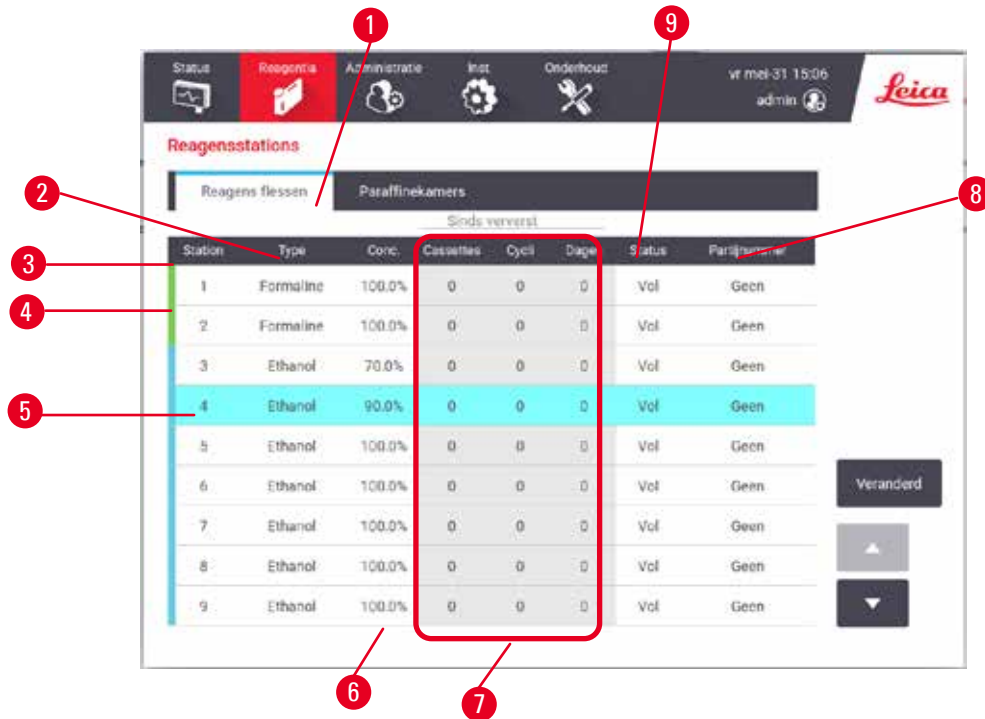 1
9
Status
Reagentia
Administratie
Inst.
Onderhoud
vr mei-31 15:06
admin
Leica
Reagensstations
Reagens flessen
Paraffinekamers
2
8
Sinds ververst
Station Type Conc. Cassettes Cycli Dagen Status Partijnummer
3
1 Formaline 100.0% 0 0 0 Vol Geen
4
2 Formaline 100.0% 0 0 0 Vol Geen
3 Ethanol 70.0% 0 0 0 Vol Geen
5
4 Ethanol 90.0% 0 0 0 Vol Geen
5 Ethanol 100.0% 0 0 0 Vol Geen
6 Ethanol 100.0% 0 0 0 Vol Geen
Veranderd
7 Ethanol 100.0% 0 0 0 Vol Geen
8 Ethanol 100.0% 0 0 0 Vol Geen
9 Ethanol 100.0% 0 0 0 Vol Geen
6
7